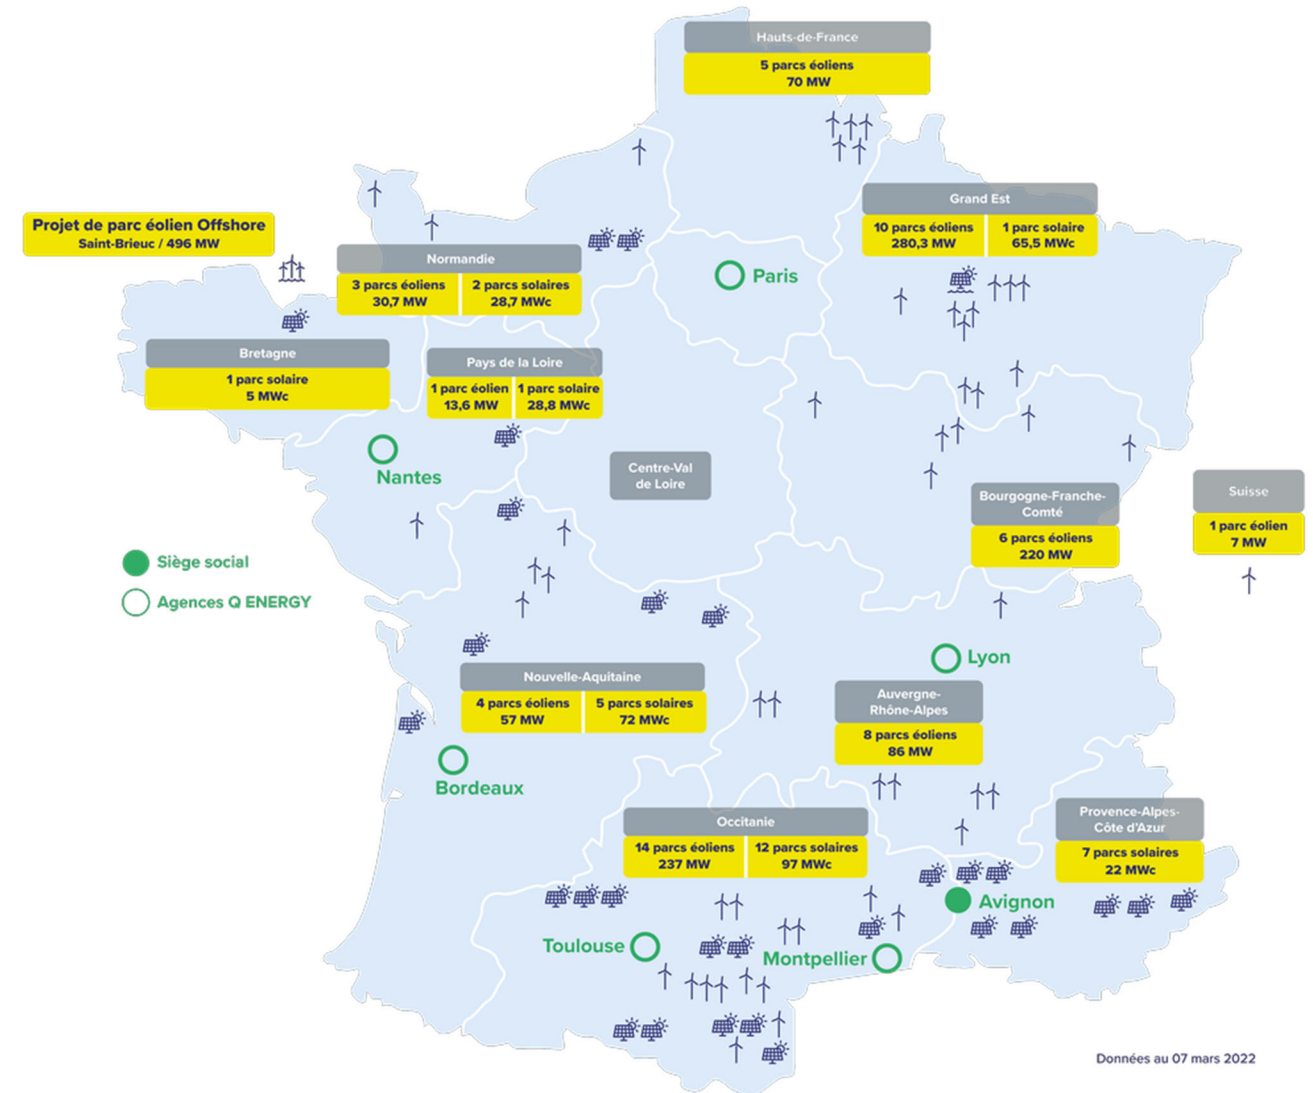 Hauts-de-France
5 parcs éoliens
70 MW
Grand Est
10 parcs éoliens
280,3 MW
1 parc solaire
65,5 MWc
Projet de parc éolien Offshore
Saint-Brieuc / 496 MW
Normandie
3 parcs éoliens
30,7 MW
2 parcs solaires
28,7 MWc
Paris
Bretagne
1 parc solaire
5 MWc
Pays de la Loire
1 parc éolien
13,6 MW
1 parc solaire
28,8 MWc
Nantes
Centre-Val
de Loire
Bourgogne-Franche-
Comté
6 parcs éoliens
220 MW
Suisse
1 parc éolien
7 MW
Siège social
Agences Q ENERGY
Lyon
Nouvelle-Aquitaine
4 parcs éoliens
57 MW
5 parcs solaires
72 MWc
Auvergne-
Rhône-Alpes
8 parcs éoliens
86 MW
Bordeaux
Occitanie
14 parcs éoliens
237 MW
12 parcs solaires
97 MWc
Provence-Alpes-
Côte d'Azur
7 parcs solaires
22 MWc
Avignon
Toulouse
Montpellier
Données au 07 mars 2022